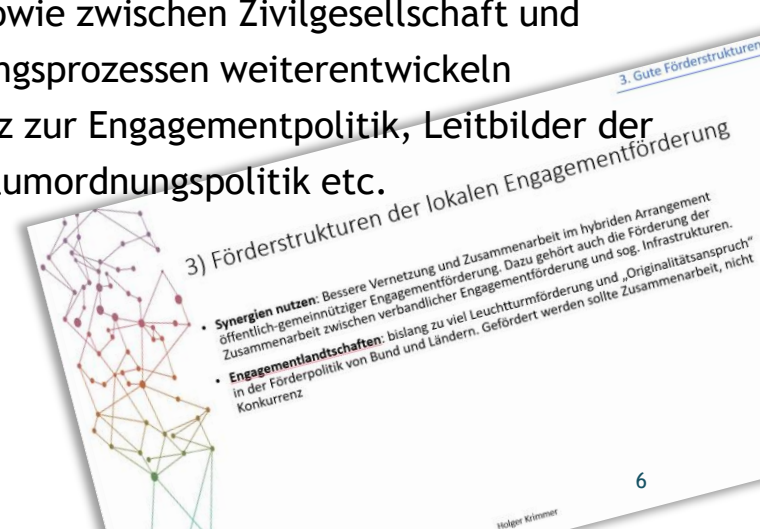 owie zwischen Zivilgesellschaft und
ngsprozessen weiterentwickeln
z zur Engagementpolitik, Leitbilder der
umordnungspolitik etc.
3. Gute Förderstrukturen
3) Förderstrukturen der lokalen Engagementförderung
• Synergien nutzen: Bessere Vernetzung und Zusammenarbeit im hybriden Arrangement
öffentlich-gemeinnütziger Engagementförderung. Dazu gehört auch die Förderung der
Zusammenarbeit zwischen verbandlicher Engagementförderung und sog. Infrastrukturen.
• Engagementlandschaften: bislang zu viel Leuchtturmförderung und „Originalitätsanspruch“
in der Förderpolitik von Bund und Ländern. Gefördert werden sollte Zusammenarbeit, nicht
Konkurrenz
6
Holger Krimmer